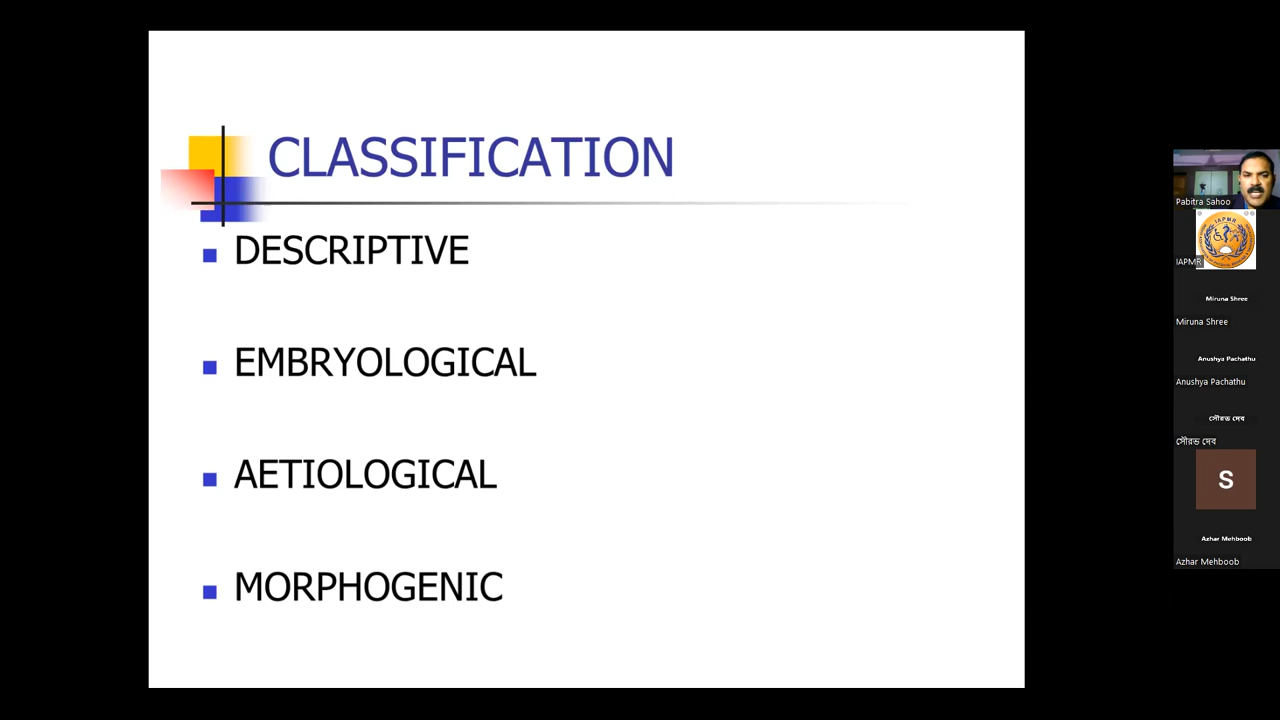 CLASSIFICATION
DESCRIPTIVE
EMBRYOLOGICAL
AETIOLOGICAL
MORPHOGENIC
Pabitra Sahoo
IAPMR
IAPMR
Miruna Shree
Miruna Shree
Anushya Pachathu
Anushya Pachathu
সৌরভ দেব
সৌরভ দেব
S
Azhar Mehboob
Azhar Mehboob